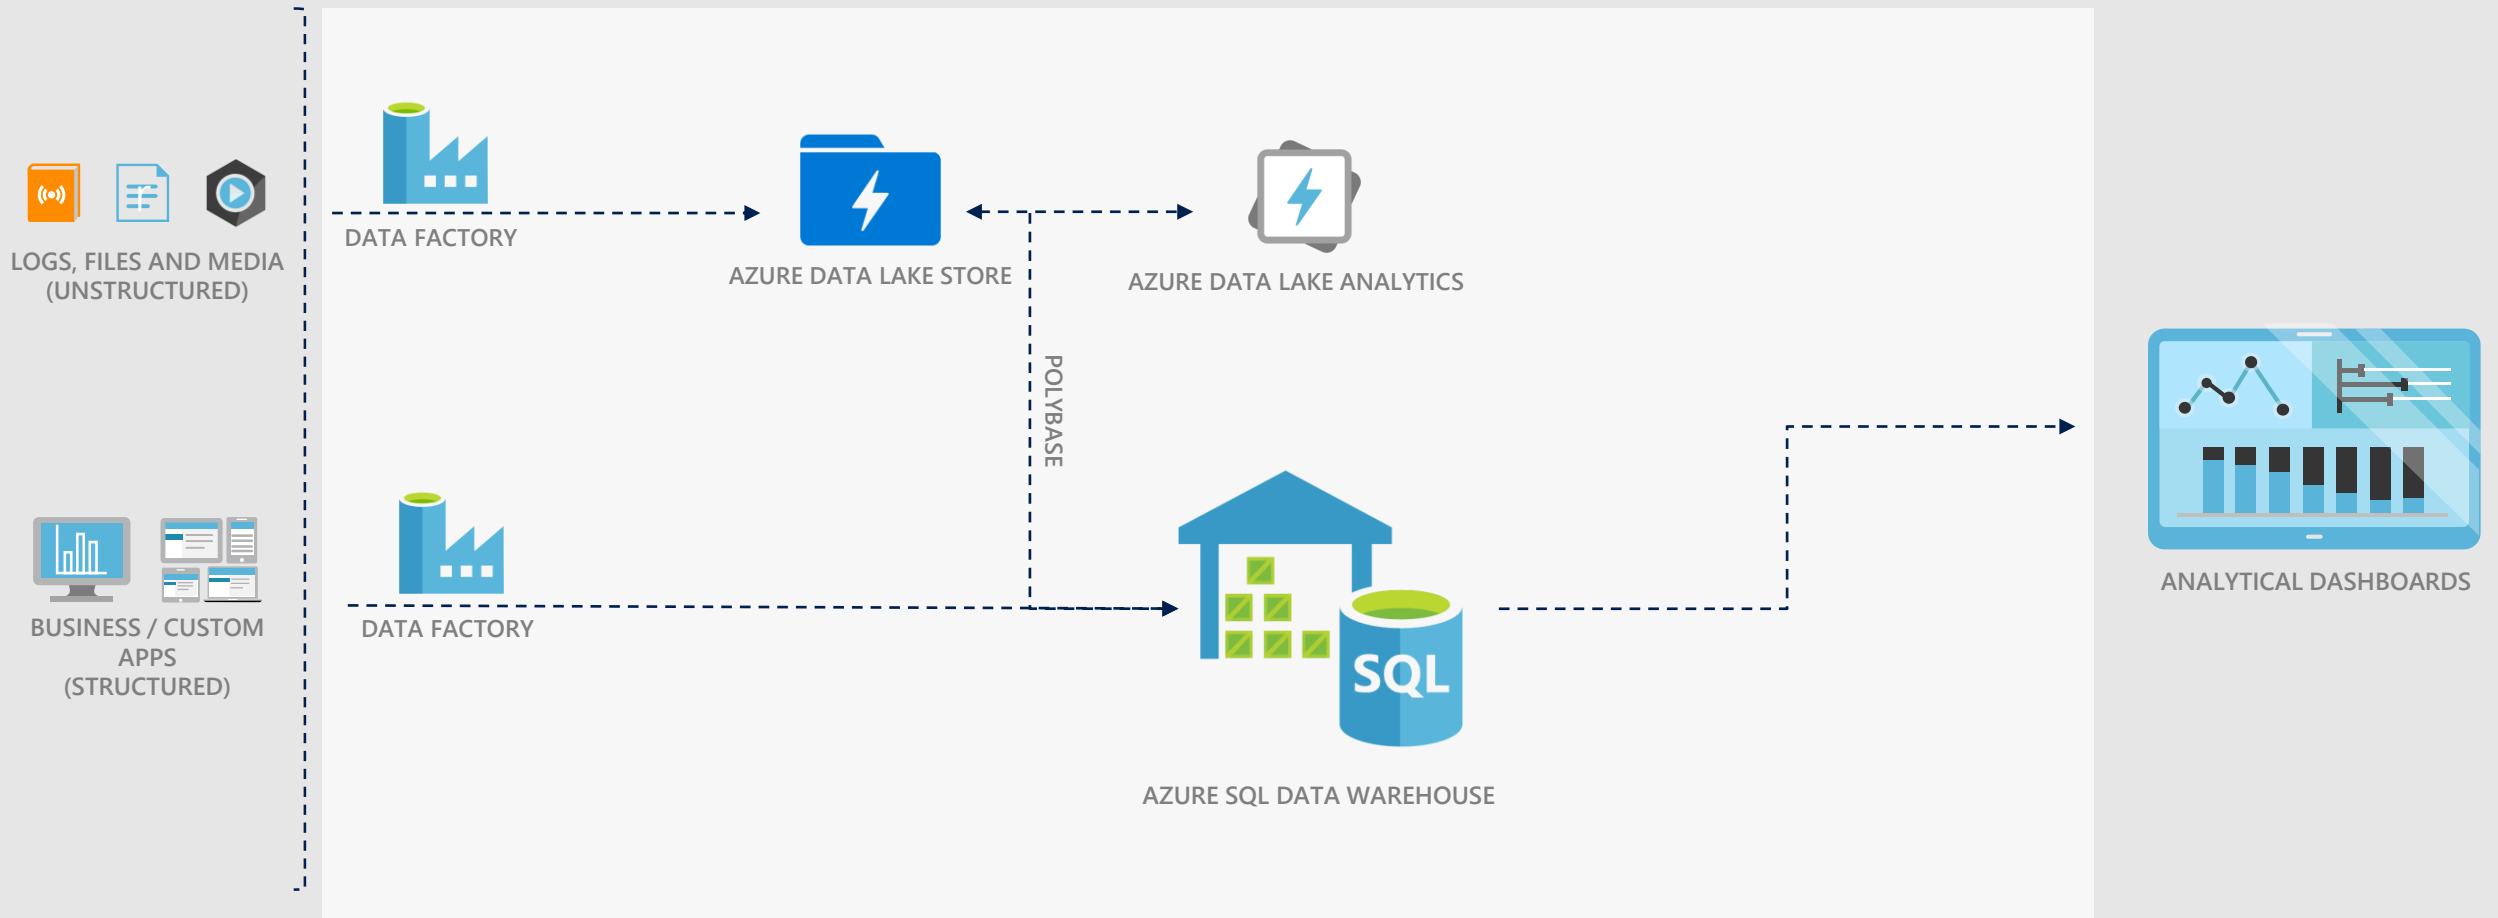 DATA FACTORY
LOGS, FILES AND MEDIA
(UNSTRUCTURED)
AZURE DATA LAKE STORE
AZURE DATA LAKE ANALYTICS
POLYBASE
BUSINESS / CUSTOM
APPS
(STRUCTURED)
DATA FACTORY
SQL
AZURE SQL DATA WAREHOUSE
ANALYTICAL DASHBOARDS